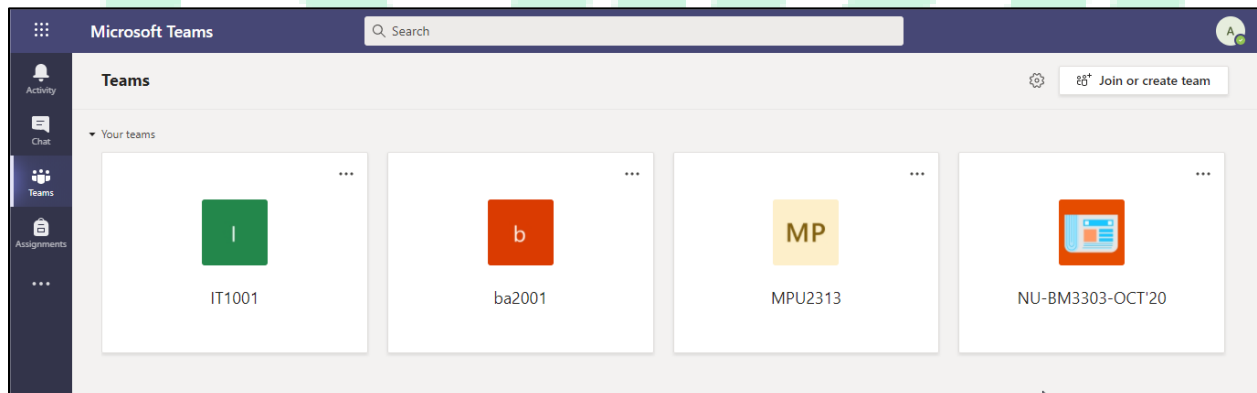 Microsoft Teams
Search
A
Activity
Chat
Teams
Assignments
Teams
Join or create team
Your teams
I
IT1001
b
ba2001
MP
MPU2313
NU-BM3303-OCT'20